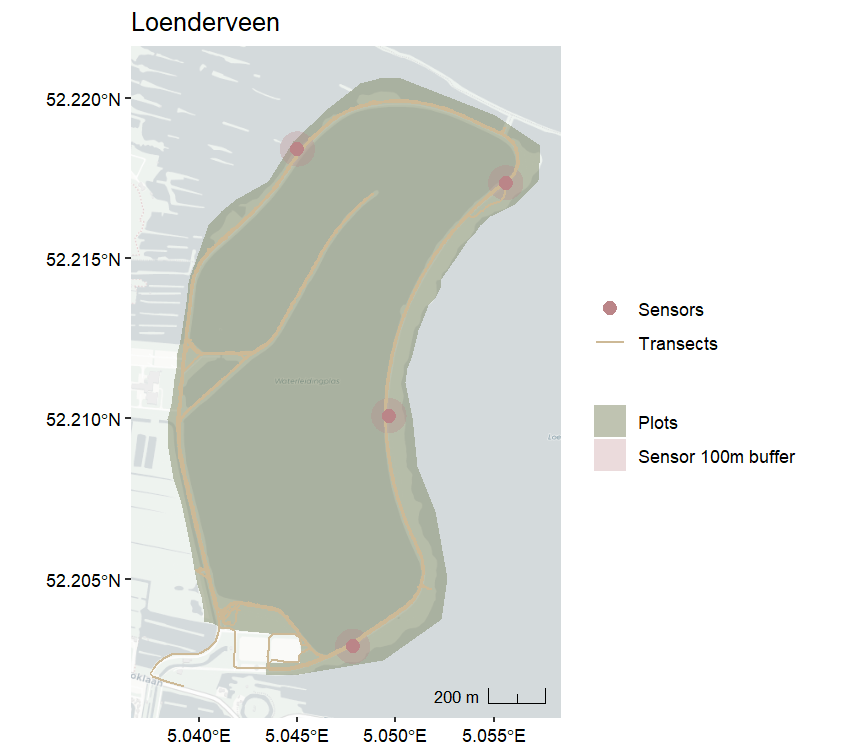 Loenderveen
52.220°N
52.215°N
52.210°N
52.205°N
5.040°E
5.045°E
5.050°E
5.055°E
Waterleidingplas
200 m
Sensors
Transects
Plots
Sensor 100m buffer